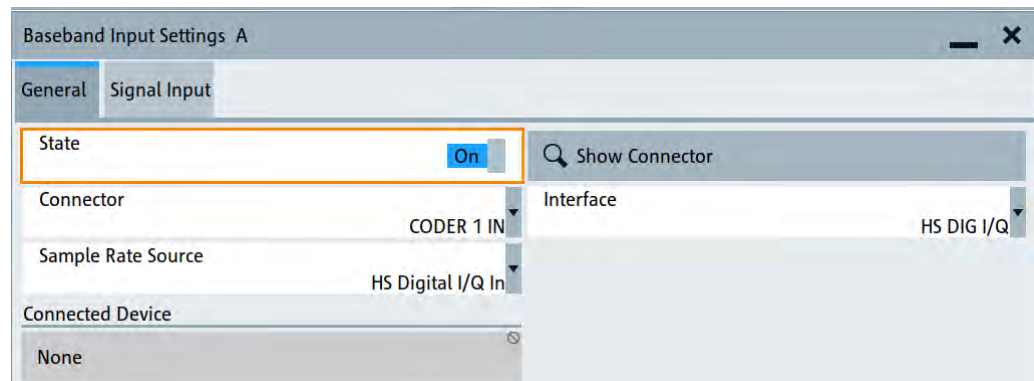 Baseband Input Settings A
General Signal Input
State
On
Show Connector
Connector
CODER 1 IN
Interface
HS DIG I/Q
Sample Rate Source
HS Digital I/Q In
Connected Device
None